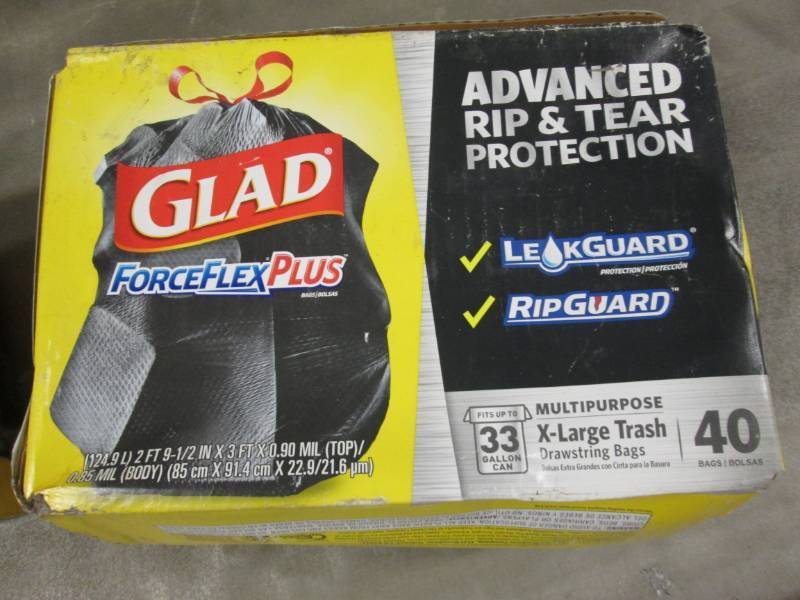 GLAD®
FORCEFLEXPLUS™
BAGS|BOLSAS
(124.9 L) 2 FT 9-1/2 IN X 3 FT X 0.90 MIL (TOP)/
0.85 MIL (BODY) (85 cm X 91.4 cm X 22.9/21.6 µm)
ADVANCED
RIP & TEAR
PROTECTION
LEAKGUARD®
PROTECTION|PROTECCIÓN
RIPGUARD™
FITS UP TO
33
GALLON
CAN
MULTIPURPOSE
X-Large Trash
Drawstring Bags
Bolsas Extra Grandes con Cinta para la Basura
40
BAGS|BOLSAS